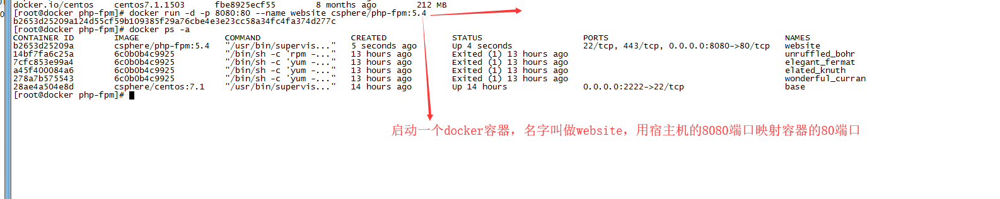 docker.io/centos centos7.1.1503 fbe8925ecf55 8 months ago 212 MB
[root@docker php-fpm]# docker run -d -p 8080:80 --name website csphere/php-fpm:5.4
b2653d25209a124d55cf59b109385f29a76cbe4e3e23cc58a34fc4fa374d277c
[root@docker php-fpm]# docker ps -a
CONTAINER ID IMAGE COMMAND CREATED STATUS PORTS NAMES
b2653d25209a csphere/php-fpm:5.4 "/usr/bin/supervis..." 5 seconds ago Up 4 seconds 22/tcp, 443/tcp, 0.0.0.0:8080->80/tcp website
14bf7fa6c25a 6c0b0b4c9925 "/bin/sh -c 'rpm -..." 13 hours ago Exited (1) 13 hours ago unruffled_bohr
7cfc853e99a4 6c0b0b4c9925 "/bin/sh -c 'yum -..." 13 hours ago Exited (1) 13 hours ago elegant_fermat
a45f400084a6 6c0b0b4c9925 "/bin/sh -c 'yum -..." 13 hours ago Exited (1) 13 hours ago elated_knuth
278a7b575543 6c0b0b4c9925 "/bin/sh -c 'yum -..." 13 hours ago Exited (1) 13 hours ago wonderful_curran
28ae4a504e8d csphere/centos:7.1 "/usr/bin/supervis..." 14 hours ago Up 14 hours 0.0.0.0:2222->22/tcp base
[root@docker php-fpm]#
启动一个docker容器，名字叫做website，用宿主机的8080端口映射容器的80端口